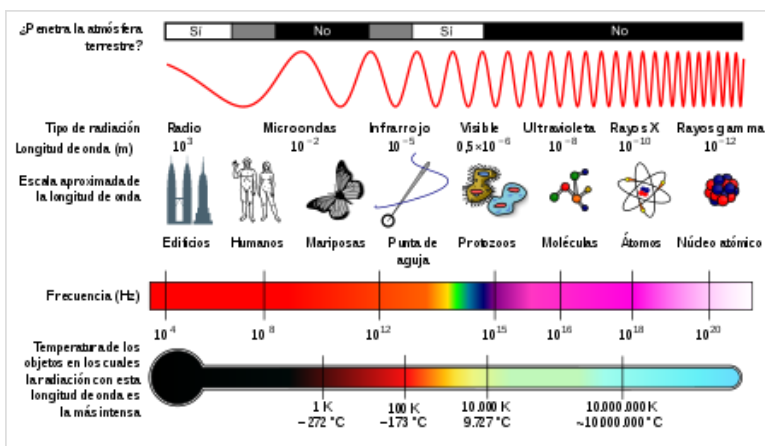 ¿Penetra la atmósfera
terrestre?
Sí
No
Sí
No
Tipo de radiación
Radio
Microondas
Infrarrojo
Visible
Ultravioleta
Rayos X
Rayos gamma
Longitud de onda (m)
10³
10⁻²
10⁻⁵
0,5×10⁻⁶
10⁻⁸
10⁻¹⁰
10⁻¹²
Escala aproximada de
la longitud de onda
Edificios
Humanos
Mariposas
Punta de
aguja
Protozoos
Moléculas
Átomos
Núcleo atómico
Frecuencia (Hz)
10⁴
10⁸
10¹²
10¹⁵
10¹⁶
10¹⁸
10²⁰
Temperatura de los
objetos en los cuales
la radiación con esta
longitud de onda es
la más intensa
1 K
−272 °C
100 K
−173 °C
10.000 K
9.727 °C
10.000.000 K
~10.000.000 °C